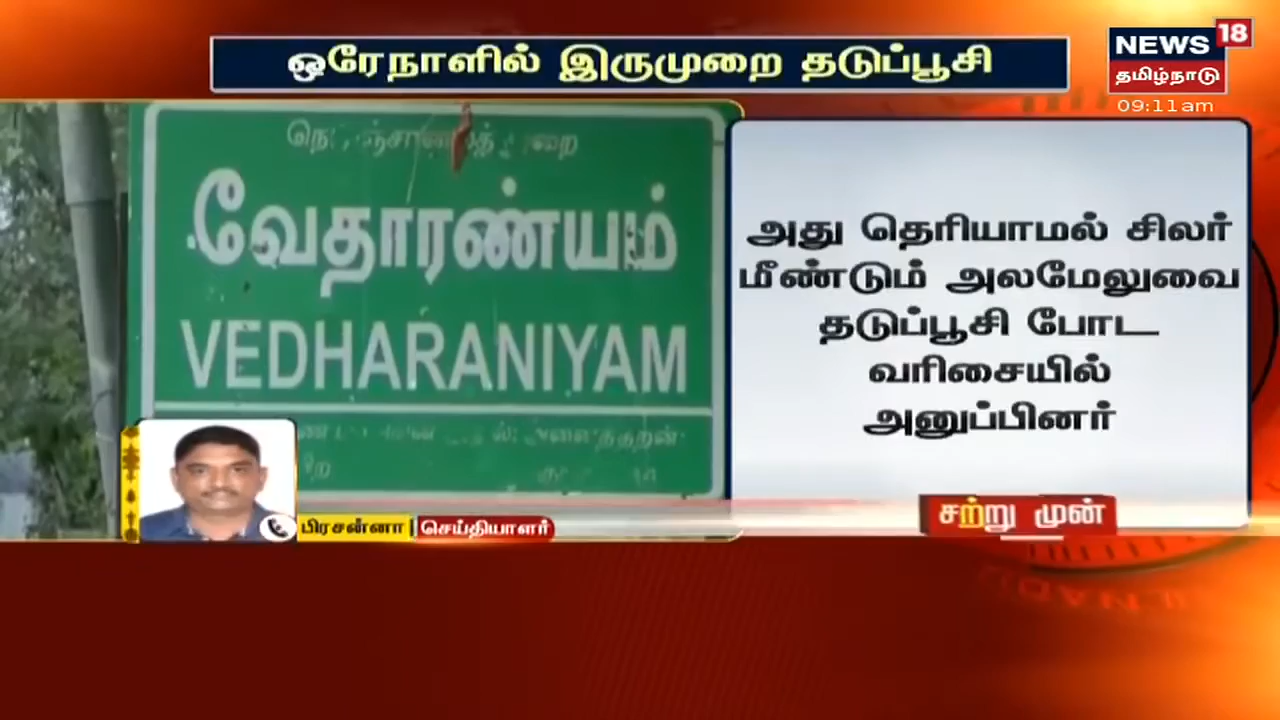 ஒரேநாளில் இருமுறை தடுப்பூசி
NEWS 18
தமிழ்நாடு
09:11am
வேதாரண்யம்
VEDHARANIYAM
அது தெரியாமல் சிலர்
மீண்டும் அலமேலுவை
தடுப்பூசி போட
வரிசையில்
அனுப்பினர்
சற்று முன்
பிரசன்னா | செய்தியாளர்